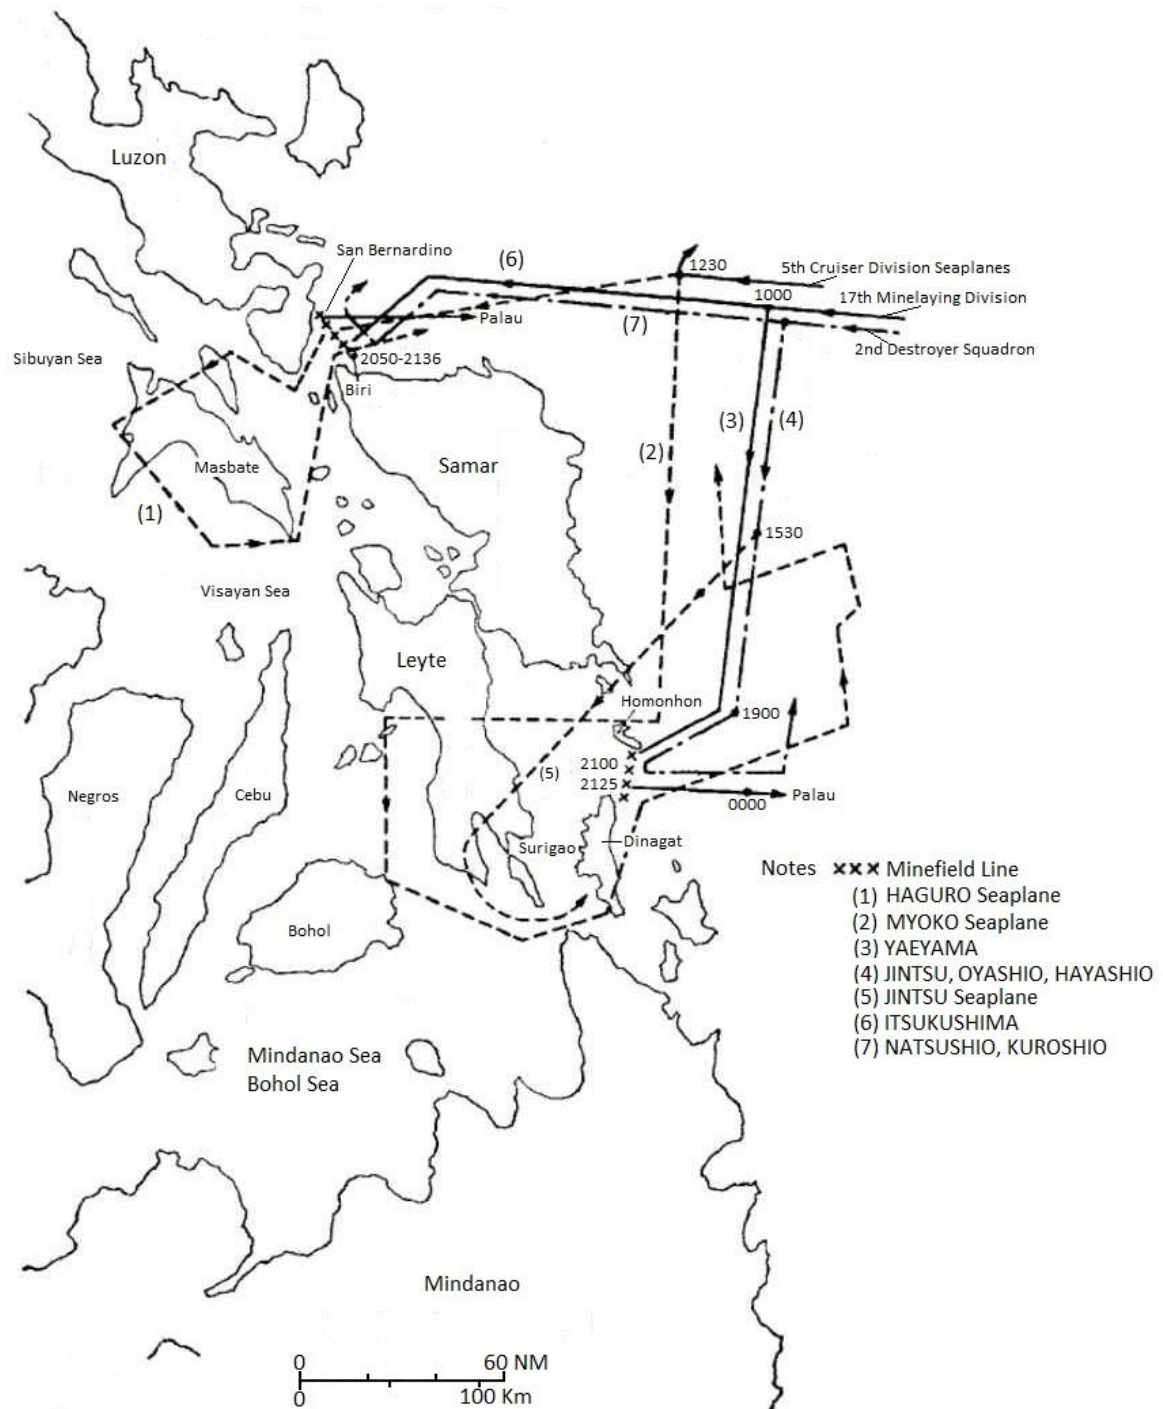 Luzon
San Bernardino
(6)
1230
5th Cruiser Division Seaplanes
1000
17th Minelaying Division
Palau
(7)
2nd Destroyer Squadron
Sibuyan Sea
2050-2136
Biri
(3)
(4)
(2)
Masbate
Samar
(1)
1530
Visayan Sea
Leyte
Homonhon
1900
2100
(5)
2125
Negros
Cebu
0000
Palau
Surigao
Dinagat
Notes xxx Minefield Line
(1) HAGURO Seaplane
(2) MYOKO Seaplane
(3) YAEYAMA
(4) JINTSU, OYASHIO, HAYASHIO
(5) JINTSU Seaplane
(6) ITSUKUSHIMA
(7) NATSUSHIO, KUROSHIO
Bohol
Mindanao Sea
Bohol Sea
Mindanao
0 60 NM
0 100 Km